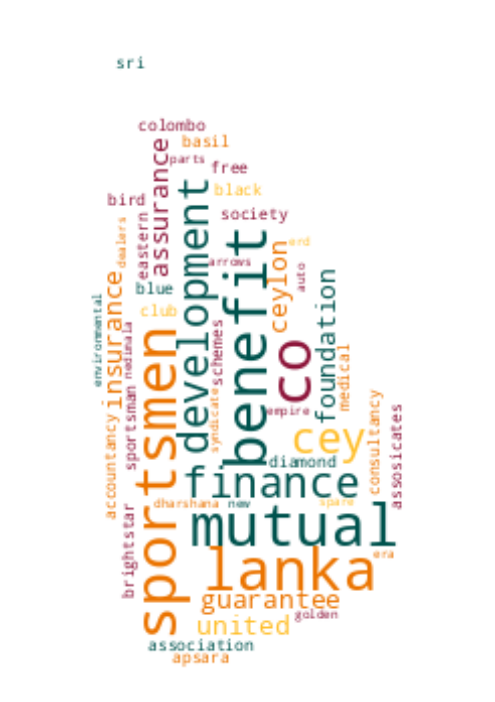 sri
colombo
basil
parts
free
assurance
bird
black
development
society
dealers
eastern
benefit
ceylon
erd
arrows
auto
blue
insurance
foundation
environmental
club
nedimala
schemes
co
medical
sportsmen
sportsman
syndicate
empire
consultancy
assosicates
accountancy
cey
diamond
finance
dharshana
new
spare
brightstar
mutual
lanka
era
guarantee
golden
united
association
apsara